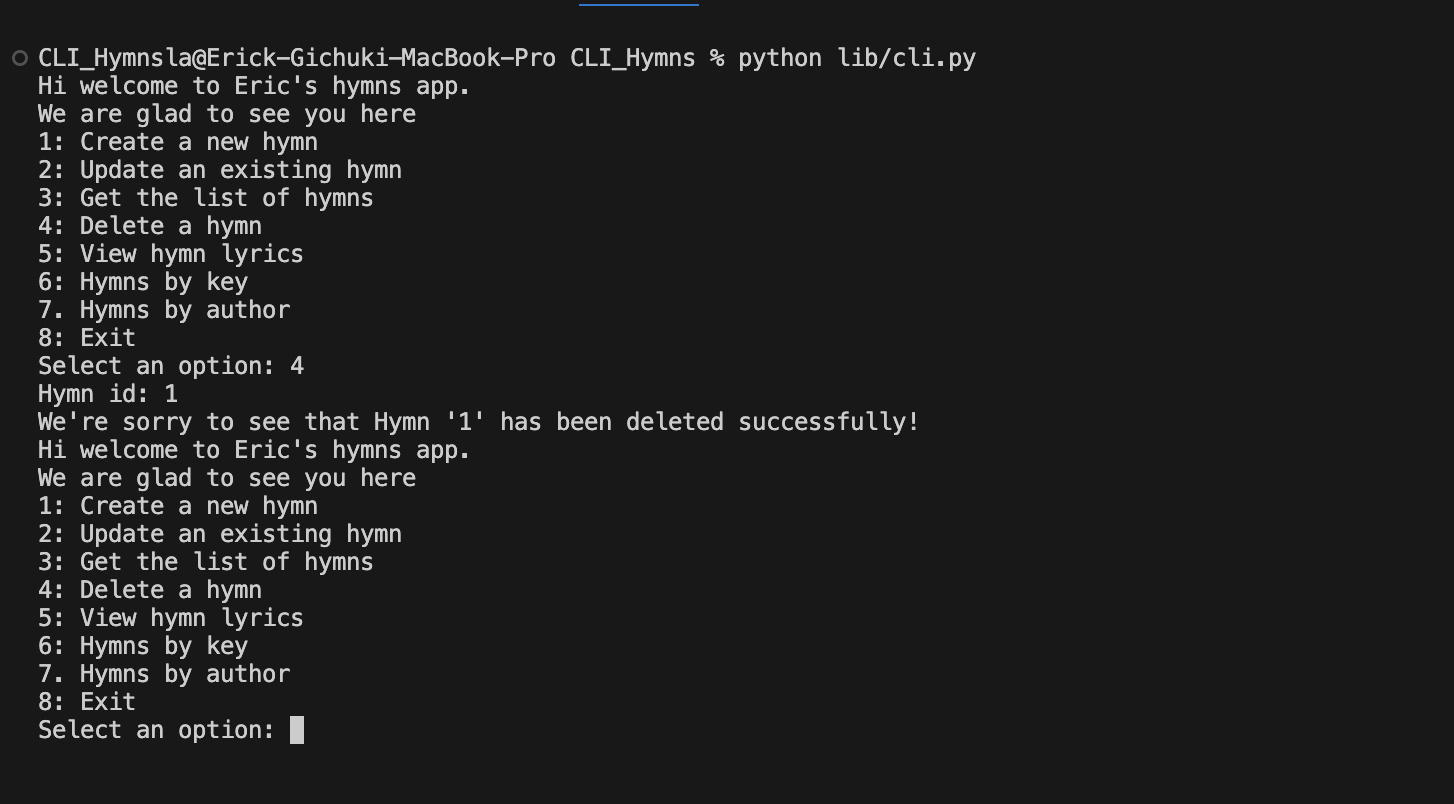 CLI_Hymnsla@Erick-Gichuki-MacBook-Pro CLI_Hymns % python lib/cli.py
Hi welcome to Eric's hymns app.
We are glad to see you here
1: Create a new hymn
2: Update an existing hymn
3: Get the list of hymns
4: Delete a hymn
5: View hymn lyrics
6: Hymns by key
7. Hymns by author
8: Exit
Select an option: 4
Hymn id: 1
We're sorry to see that Hymn '1' has been deleted successfully!
Hi welcome to Eric's hymns app.
We are glad to see you here
1: Create a new hymn
2: Update an existing hymn
3: Get the list of hymns
4: Delete a hymn
5: View hymn lyrics
6: Hymns by key
7. Hymns by author
8: Exit
Select an option: